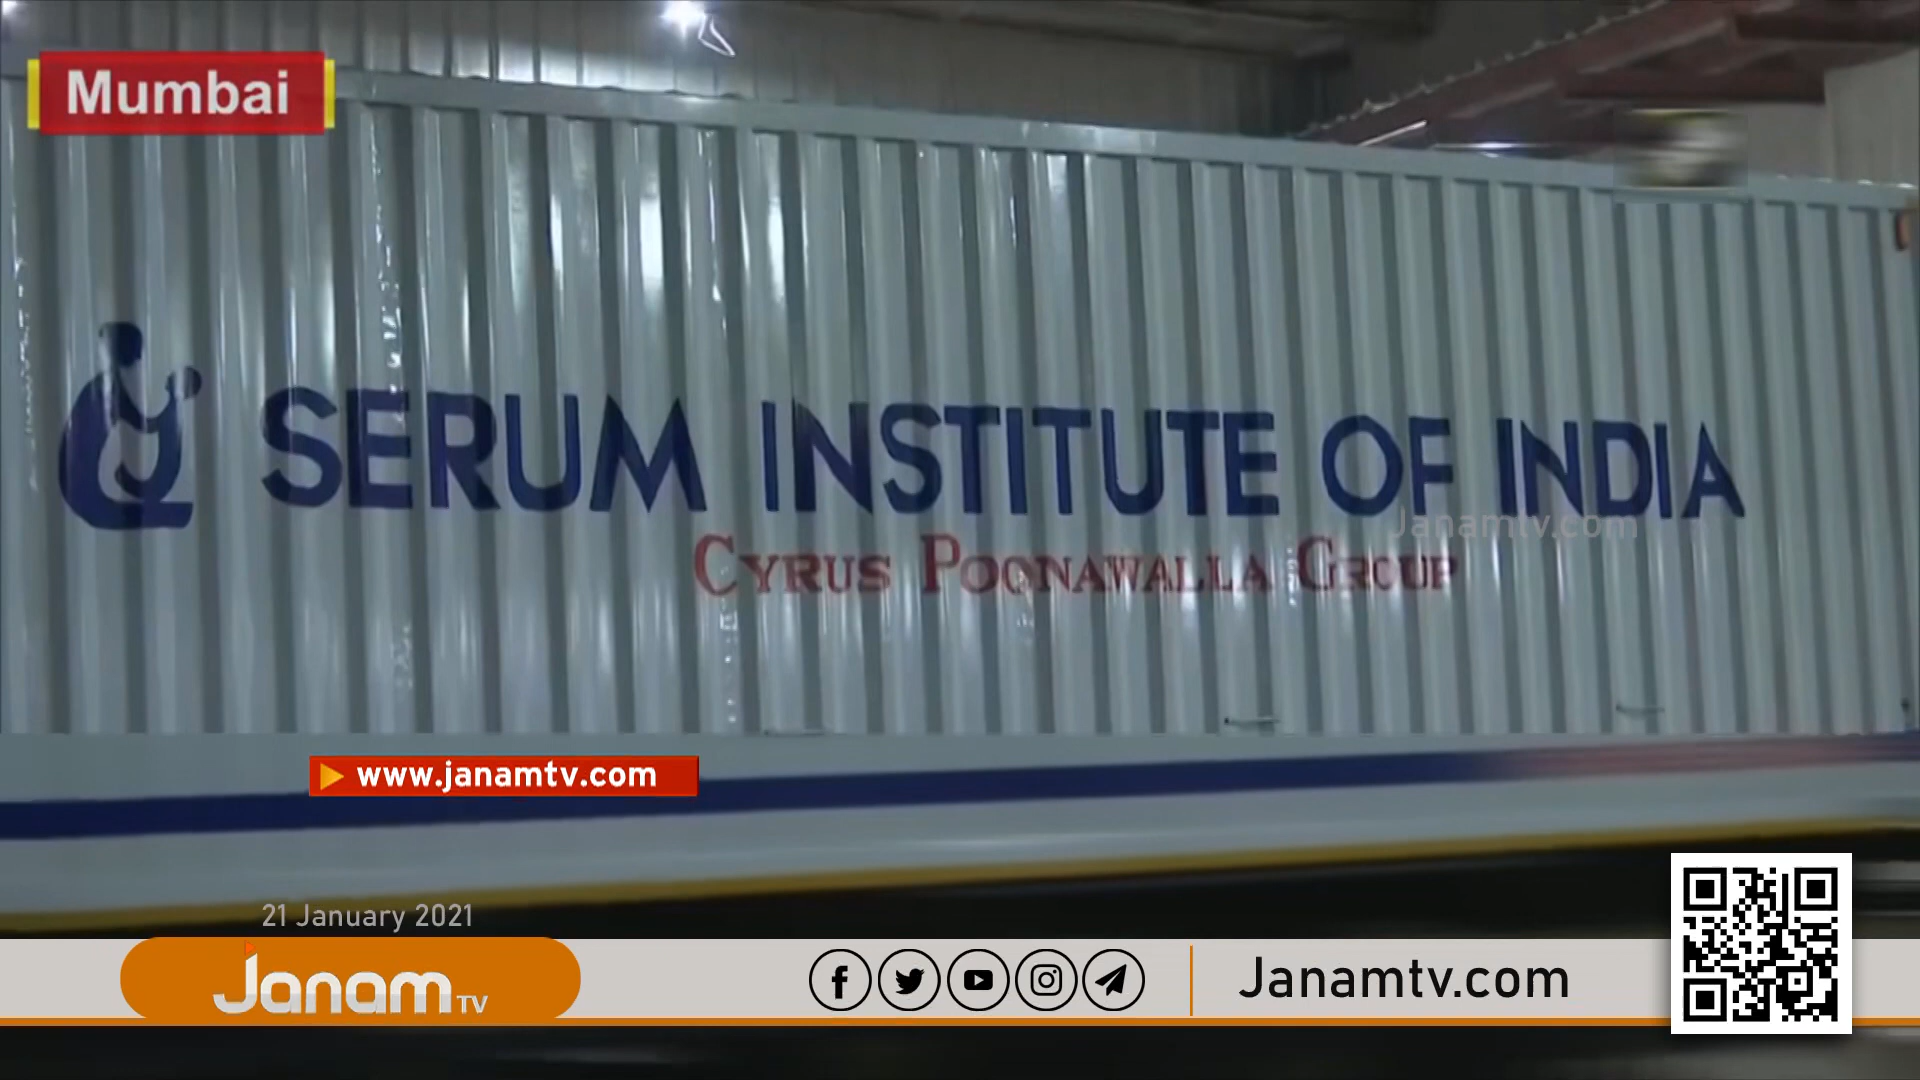 Mumbai
SERUM INSTITUTE OF INDIA
Janamtv.com
CYRUS POONAWALLA GROUP
www.janamtv.com
21 January 2021
Janam TV
Janamtv.com